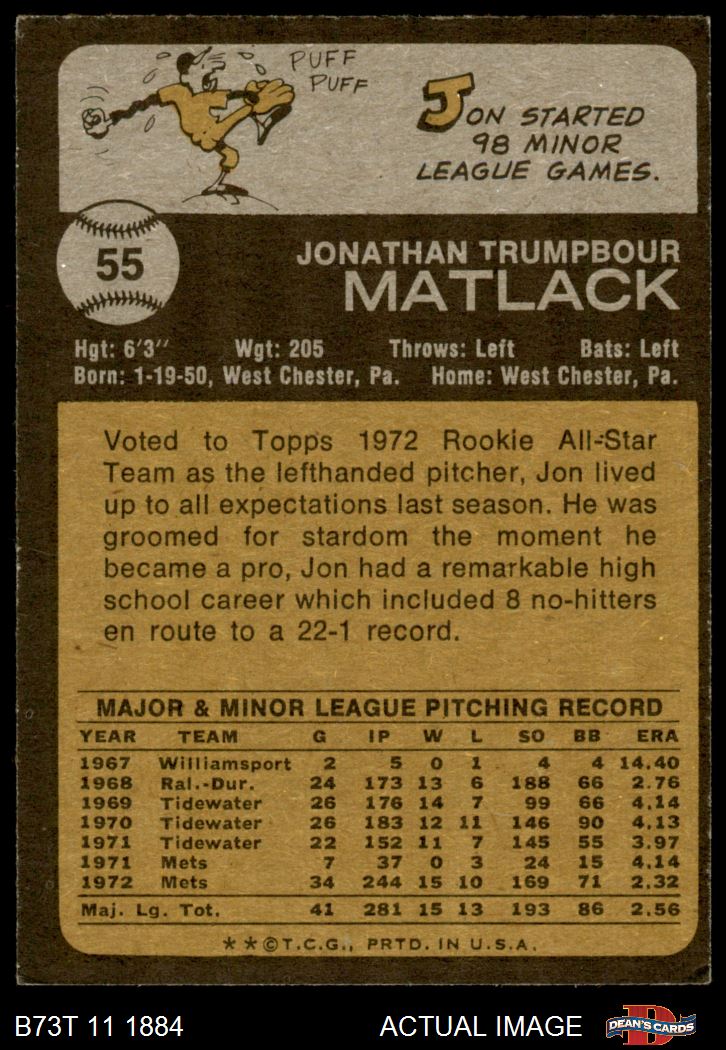 PUFF
PUFF
JON STARTED
98 MINOR
LEAGUE GAMES.
55
JONATHAN TRUMPBOUR
MATLACK
Hgt: 6'3" Wgt: 205 Throws: Left Bats: Left
Born: 1-19-50, West Chester, Pa. Home: West Chester, Pa.
Voted to Topps 1972 Rookie All-Star
Team as the lefthanded pitcher, Jon lived
up to all expectations last season. He was
groomed for stardom the moment he
became a pro, Jon had a remarkable high
school career which included 8 no-hitters
en route to a 22-1 record.
MAJOR & MINOR LEAGUE PITCHING RECORD
YEAR TEAM G IP W L SO BB ERA
1967 Williamsport 2 5 0 1 4 4 14.40
1968 Ral.-Dur. 24 173 13 6 188 66 2.76
1969 Tidewater 26 176 14 7 99 66 4.14
1970 Tidewater 26 183 12 11 146 90 4.13
1971 Tidewater 22 152 11 7 145 55 3.97
1971 Mets 7 37 0 3 24 15 4.14
1972 Mets 34 244 15 10 169 71 2.32
Maj. Lg. Tot. 41 281 15 13 193 86 2.56
* * © T.C.G., PRTD. IN U.S.A.
B73T 11 1884 ACTUAL IMAGE D DEAN'S CARDS